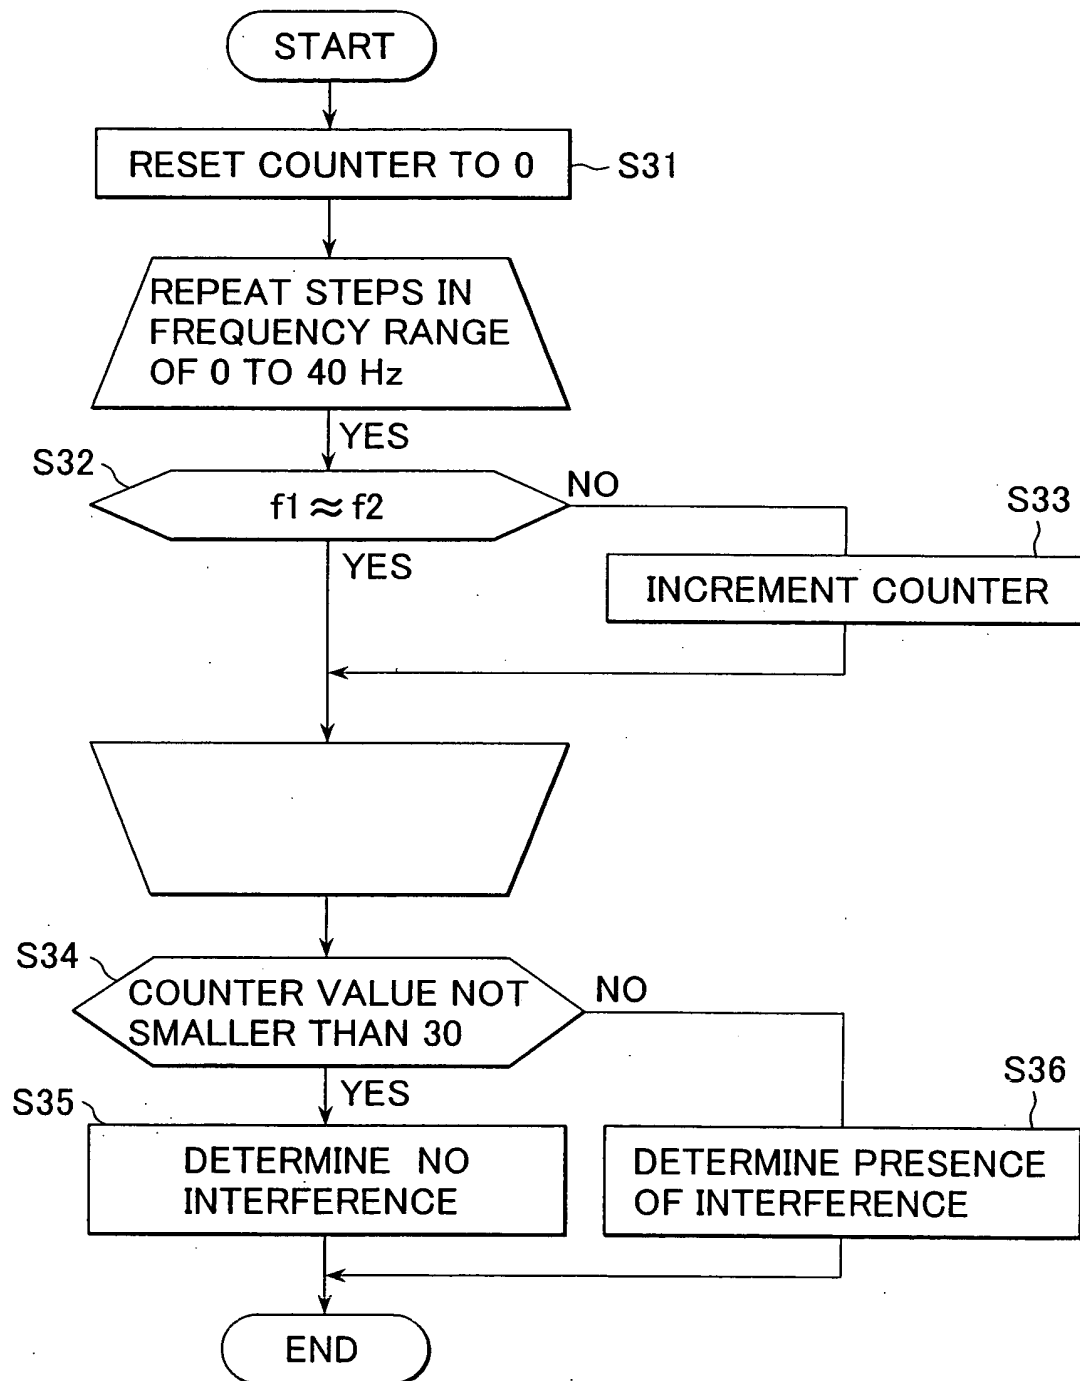 START
RESET COUNTER TO 0
S31
REPEAT STEPS IN
FREQUENCY RANGE
OF 0 TO 40 Hz
YES
S32
f1≈f2
NO
S33
YES
INCREMENT COUNTER
S34
COUNTER VALUE NOT
SMALLER THAN 30
NO
YES
S35
S36
DETERMINE NO
INTERFERENCE
DETERMINE PRESENCE
OF INTERFERENCE
END